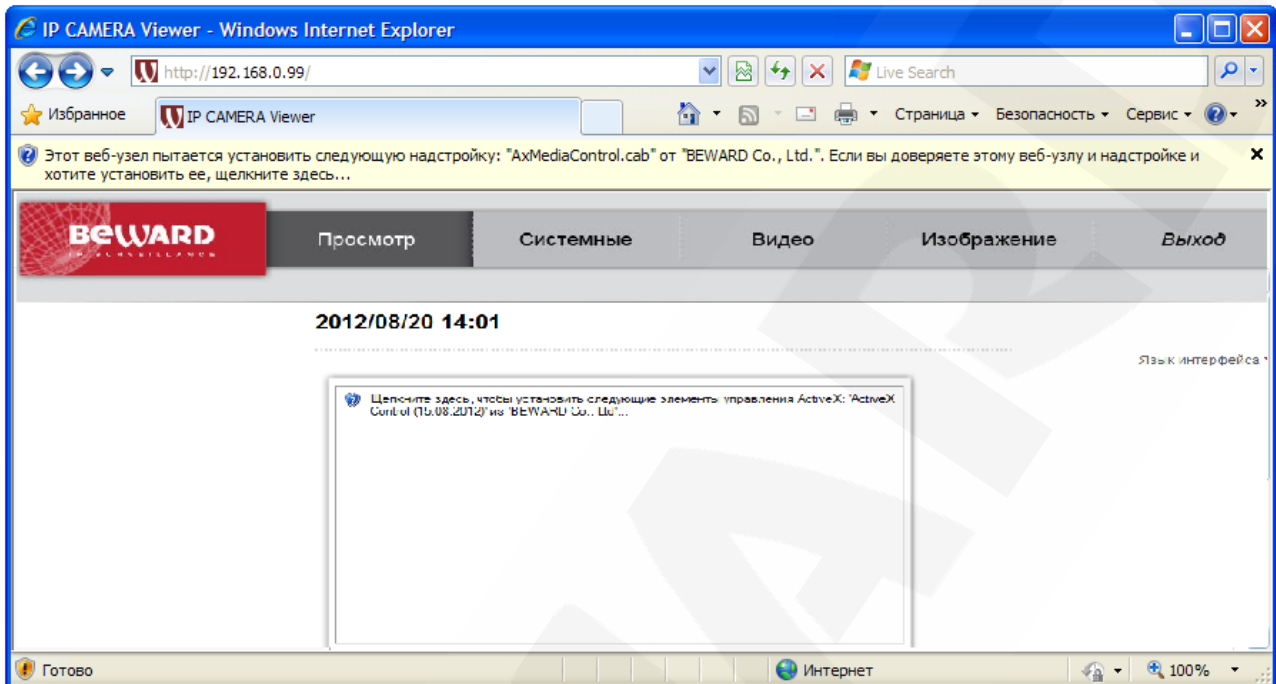 IP CAMERA Viewer - Windows Internet Explorer
http://192.168.0.99/
Live Search
Избранное
IP CAMERA Viewer
Страница
Безопасность
Сервис
Этот веб-узел пытается установить следующую надстройку: "AxMediaControl.cab" от "BEWARD Co., Ltd.". Если вы доверяете этому веб-узлу и надстройке и
хотите установить ее, щелкните здесь...
BEWARD
IP SURVEILLANCE
Просмотр
Системные
Видео
Изображение
Выход
2012/08/20 14:01
Язык интерфейса
Щелкните здесь, чтобы установить следующие элементы управления ActiveX: 'ActiveX
Control (15.08.2012)' из 'BEWARD Co., Ltd'...
Готово
Интернет
100%